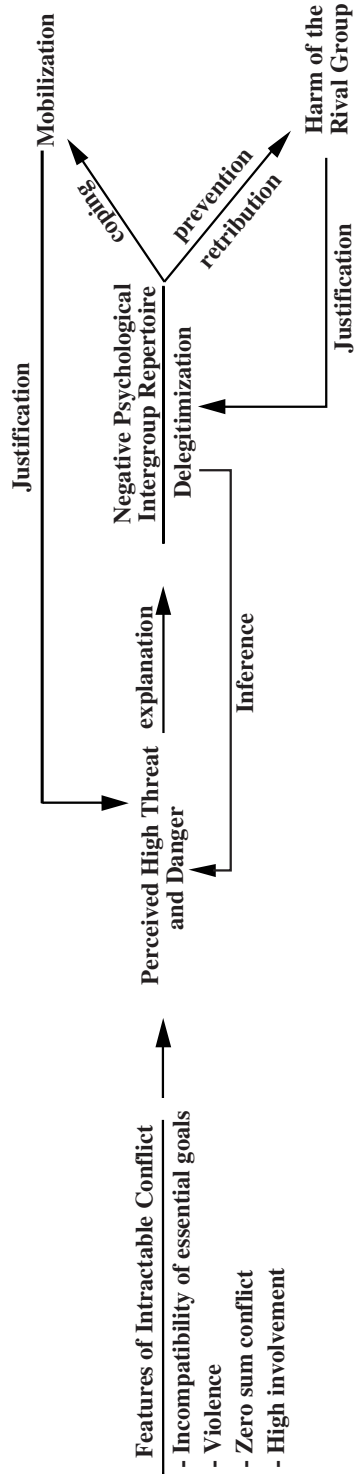 Features of Intractable Conflict
- Incompatibility of essential goals
- Violence
- Zero sum conflict
- High involvement
Perceived High Threat
and Danger
explanation
Inference
Justification
Negative Psychological
Intergroup Repertoire
Delegitimization
coping
prevention
retribution
Mobilization
Harm of the
Rival Group
Justification